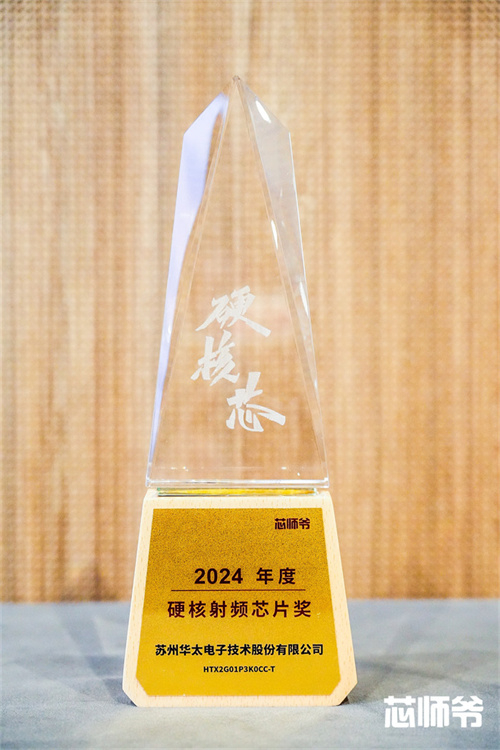 硬
核
芯
芯师爷
2024 年度
硬核射频芯片奖
苏州华太电子技术股份有限公司
HTX2G01P3K0CC-T
芯师爷